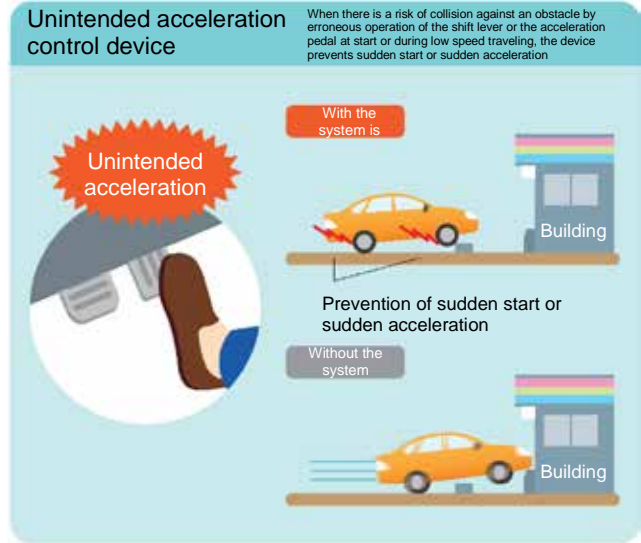 Unintended acceleration
control device
When there is a risk of collision against an obstacle by
erroneous operation of the shift lever or the acceleration
pedal at start or during low speed traveling, the device
prevents sudden start or sudden acceleration
With the
system is
Unintended
acceleration
Building
Prevention of sudden start or
sudden acceleration
Without the
system
Building